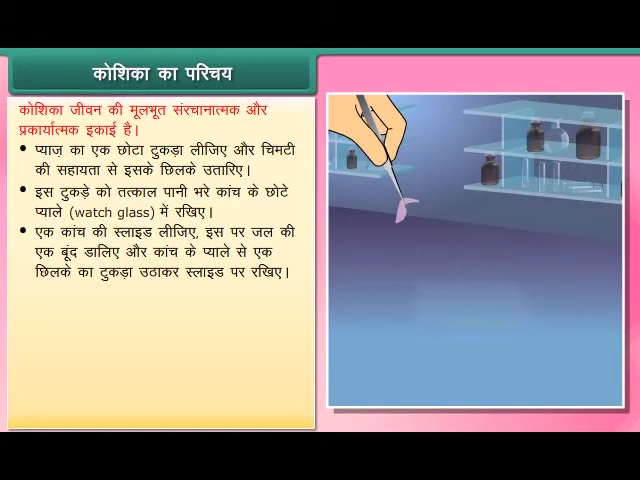 कोशिका का परिचय
कोशिका जीवन की मूलभूत संरचानात्मक और
प्रकार्यात्मक इकाई है।
• प्याज़ का एक छोटा टुकड़ा लीजिए और चिमटी
की सहायता से इसके छिलके उतारिए।
• इस टुकड़े को तत्काल पानी भरे कांच के छोटे
प्याले (watch glass) में रखिए।
• एक कांच की स्लाइड लीजिए, इस पर जल की
एक बूंद डालिए और कांच के प्याले से एक
छिलके का टुकड़ा उठाकर स्लाइड पर रखिए।